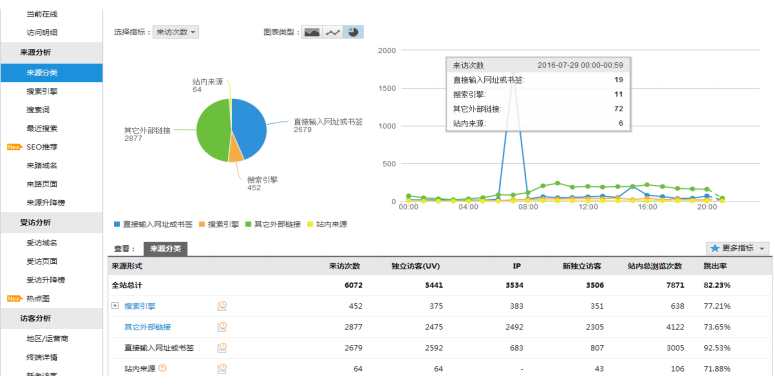 当前在线
访问明细
来源分析
来源分类
搜索引擎
搜索词
最近搜索
SEO推荐
来路域名
来路页面
来源升降榜
受访分析
受访域名
受访页面
受访升降榜
热点图
访客分析
地区/运营商
终端详情
选择指标： 来访次数
图表类型：
站内来源
64
其它外部链接
2877
直接输入网址或书签
2679
搜索引擎
452
2000
1500
1000
500
0
00:00 04:00 08:00 12:00 16:00 20:00
来访次数 2016-07-29 00:00-00:59
直接输入网址或书签: 19
搜索引擎: 11
其它外部链接: 72
站内来源: 6
直接输入网址或书签 搜索引擎 其它外部链接 站内来源
查看： 来源分类 更多指标
来源形式 来访次数 独立访客(UV) IP 新独立访客 站内总浏览次数 跳出率
全站总计 6072 5441 3534 3506 7871 82.23%
搜索引擎 452 375 383 351 638 77.21%
其它外部链接 2877 2475 2492 2305 4122 73.65%
直接输入网址或书签 2679 2592 683 807 3005 92.53%
站内来源 64 64 - 43 106 71.88%